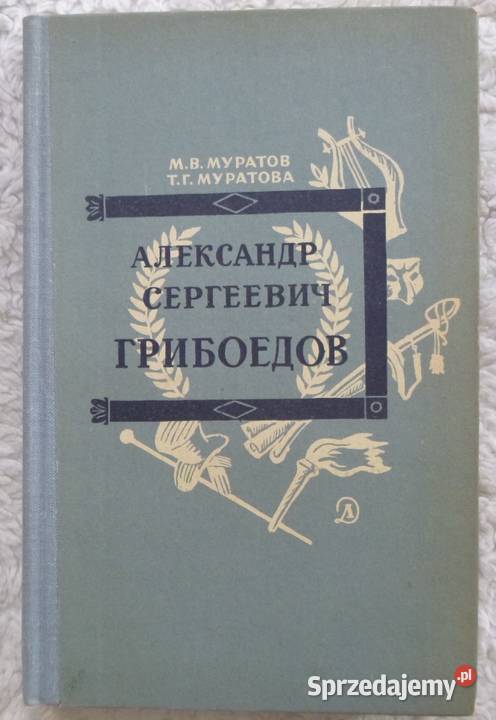 М.В.МУРАТОВ
Т.Г.МУРАТОВА
АЛЕКСАНДР
СЕРГЕЕВИЧ
ГРИБОЕДОВ
Д
Sprzedajemy.pl